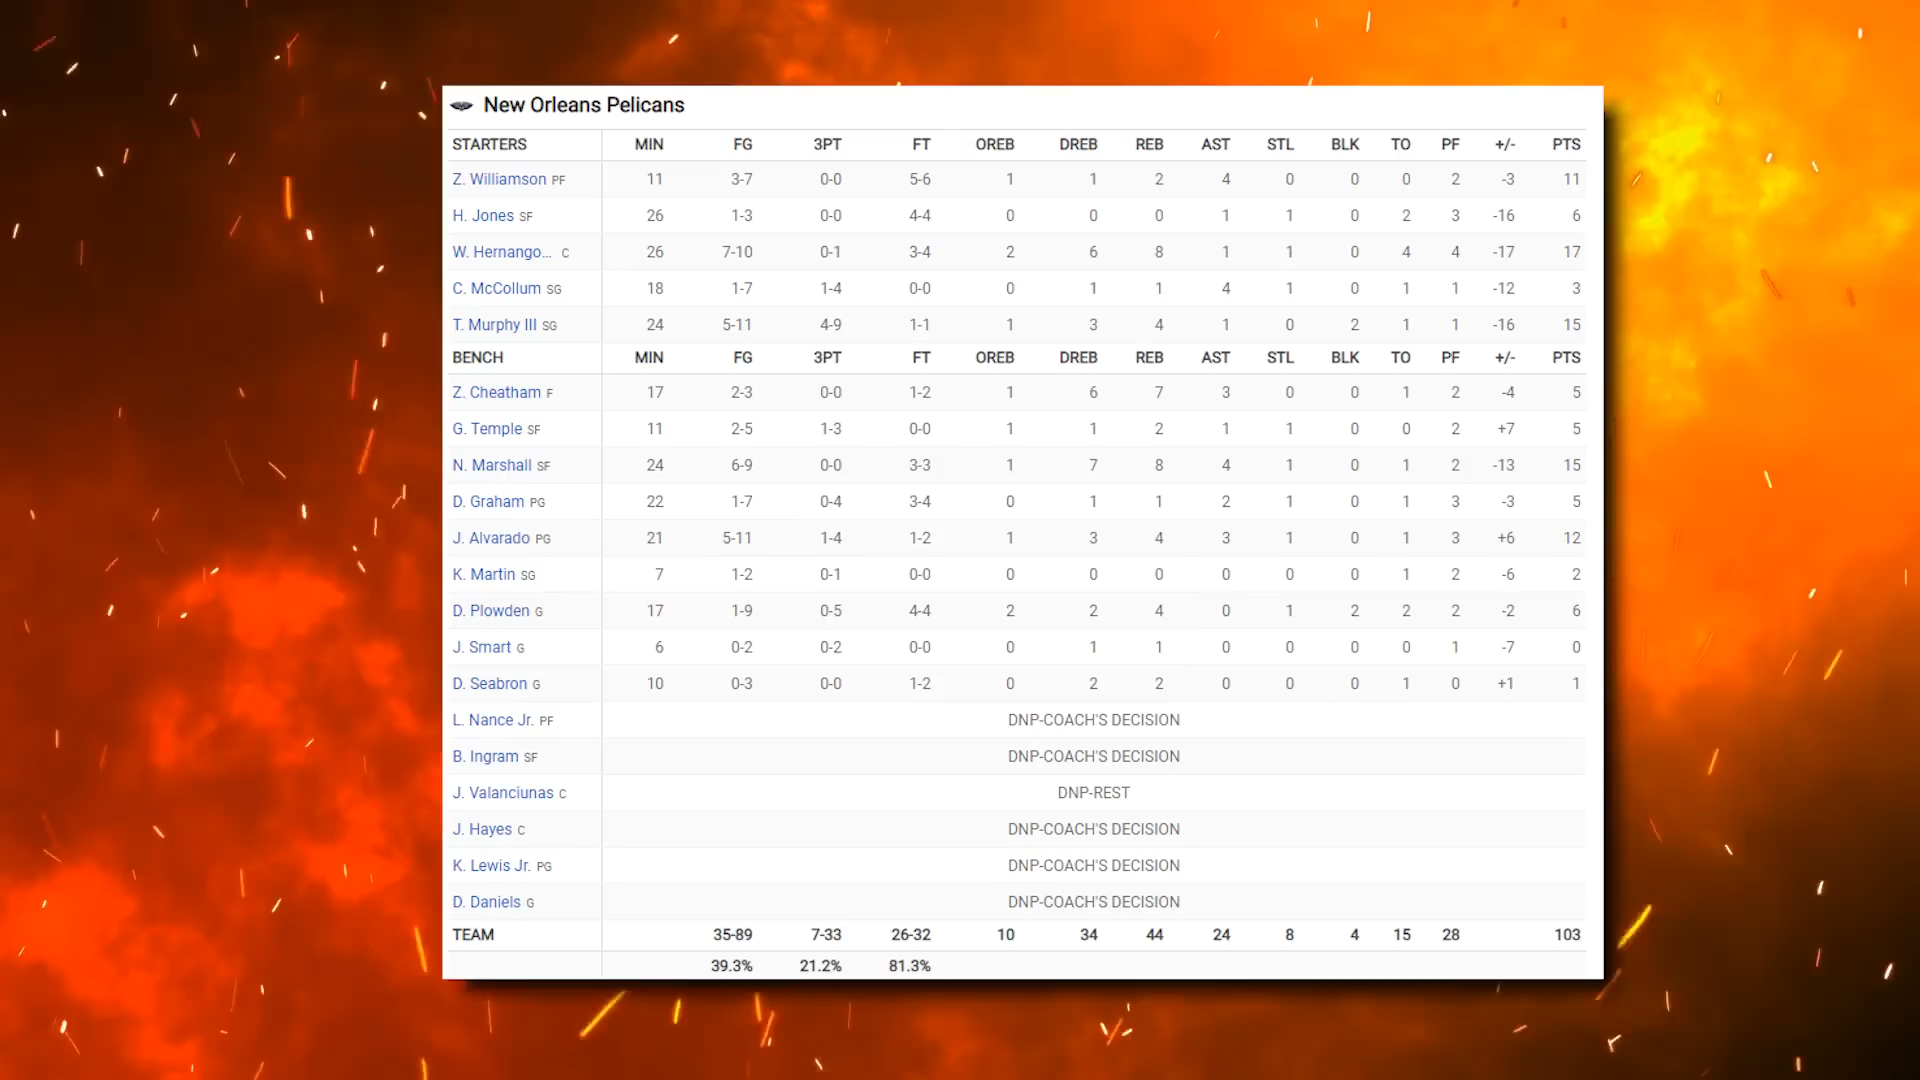 New Orleans Pelicans
STARTERS MIN FG 3PT FT OREB DREB REB AST STL BLK TO PF +/- PTS
Z. Williamson PF 11 3-7 0-0 5-6 1 1 2 4 0 0 0 2 -3 11
H. Jones SF 26 1-3 0-0 4-4 0 0 0 1 1 0 2 3 -16 6
W. Hernango... C 26 7-10 0-1 3-4 2 6 8 1 1 0 4 4 -17 17
C. McCollum SG 18 1-7 1-4 0-0 0 1 1 4 1 0 1 1 -12 3
T. Murphy III SG 24 5-11 4-9 1-1 1 3 4 1 0 2 1 1 -16 15
BENCH MIN FG 3PT FT OREB DREB REB AST STL BLK TO PF +/- PTS
Z. Cheatham F 17 2-3 0-0 1-2 1 6 7 3 0 0 1 2 -4 5
G. Temple SF 11 2-5 1-3 0-0 1 1 2 1 1 0 0 2 +7 5
N. Marshall SF 24 6-9 0-0 3-3 1 7 8 4 1 0 1 2 -13 15
D. Graham PG 22 1-7 0-4 3-4 0 1 1 2 1 0 1 3 -3 5
J. Alvarado PG 21 5-11 1-4 1-2 1 3 4 3 1 0 1 3 +6 12
K. Martin SG 7 1-2 0-1 0-0 0 0 0 0 0 0 1 2 -6 2
D. Plowden G 17 1-9 0-5 4-4 2 2 4 0 1 2 2 2 -2 6
J. Smart G 6 0-2 0-2 0-0 0 1 1 0 0 0 0 1 -7 0
D. Seabron G 10 0-3 0-0 1-2 0 2 2 0 0 0 1 0 +1 1
L. Nance Jr. PF DNP-COACH'S DECISION
B. Ingram SF DNP-COACH'S DECISION
J. Valanciunas C DNP-REST
J. Hayes C DNP-COACH'S DECISION
K. Lewis Jr. PG DNP-COACH'S DECISION
D. Daniels G DNP-COACH'S DECISION
TEAM 35-89 7-33 26-32 10 34 44 24 8 4 15 28 103
39.3% 21.2% 81.3%